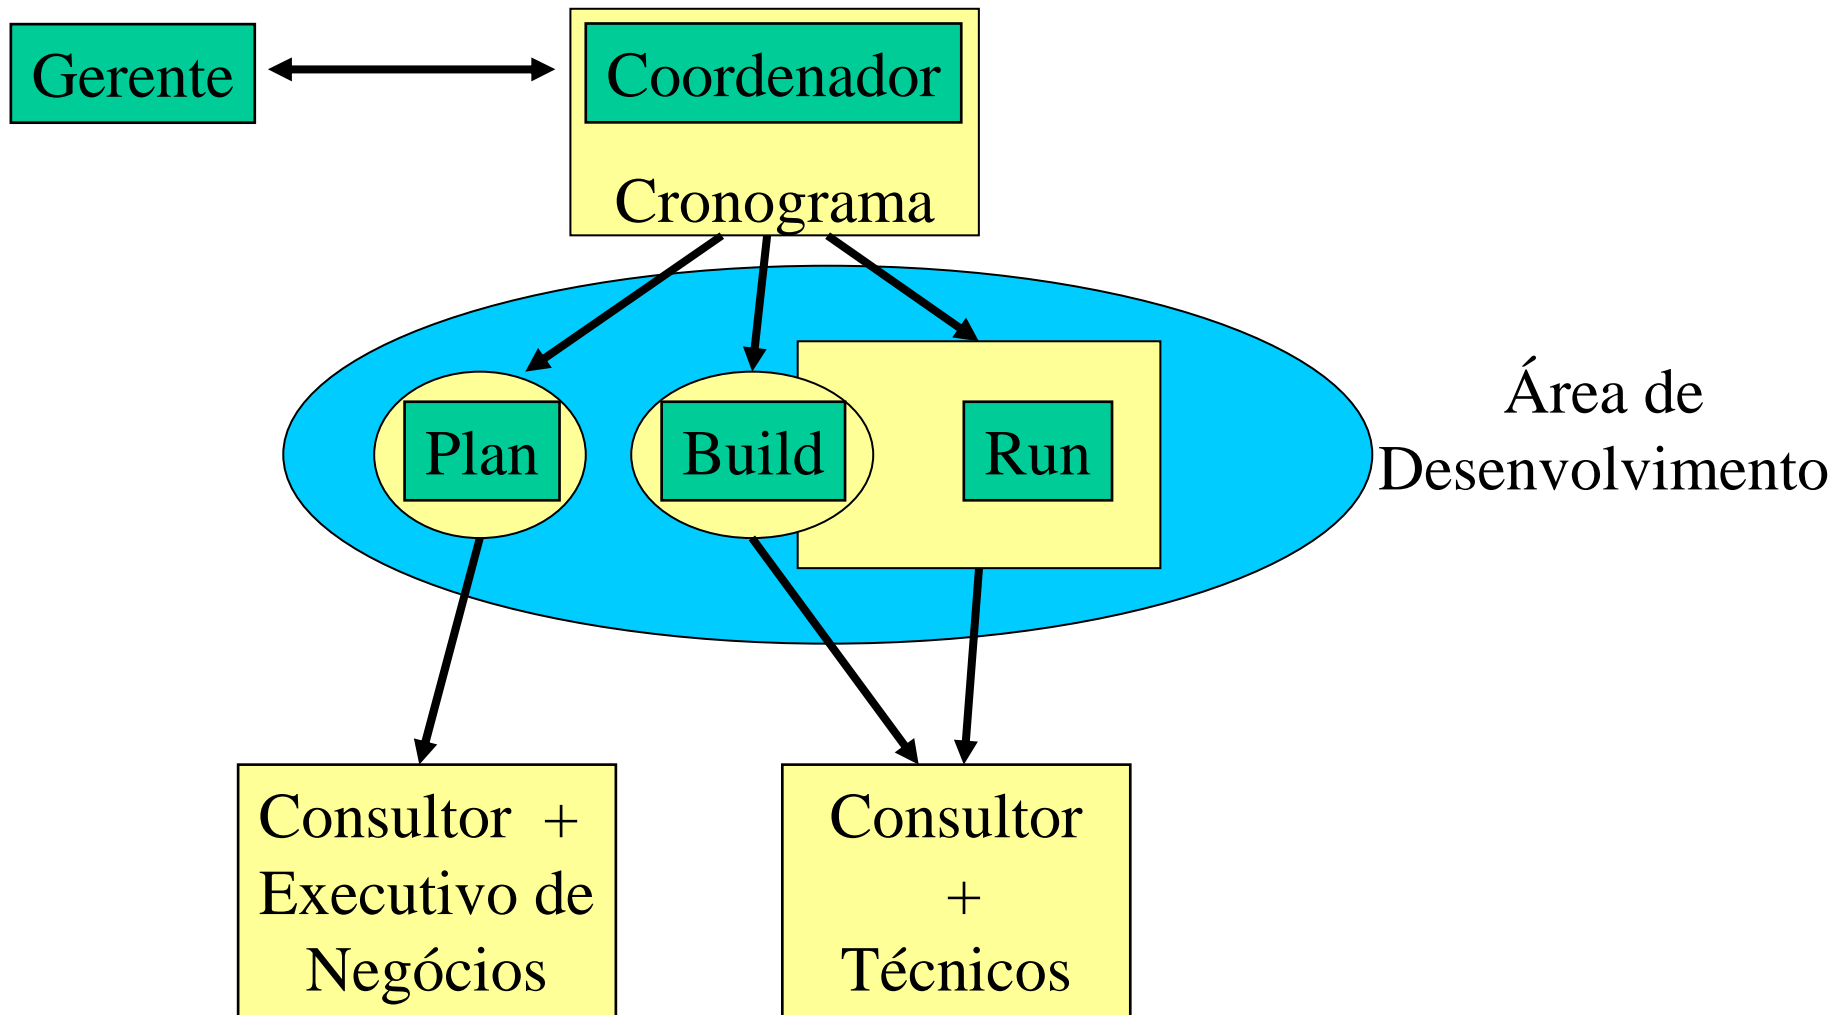 Gerente
Coordenador
Cronograma
Plan
Build
Run
Área de
Desenvolvimento
Consultor +
Executivo de
Negócios
Consultor
+
Técnicos